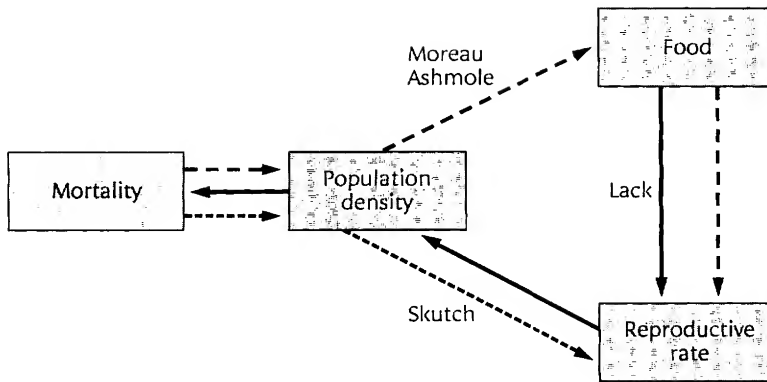 Moreau
Ashmole
Food
Mortality
Population
density
Lack
Skutch
Reproductive
rate